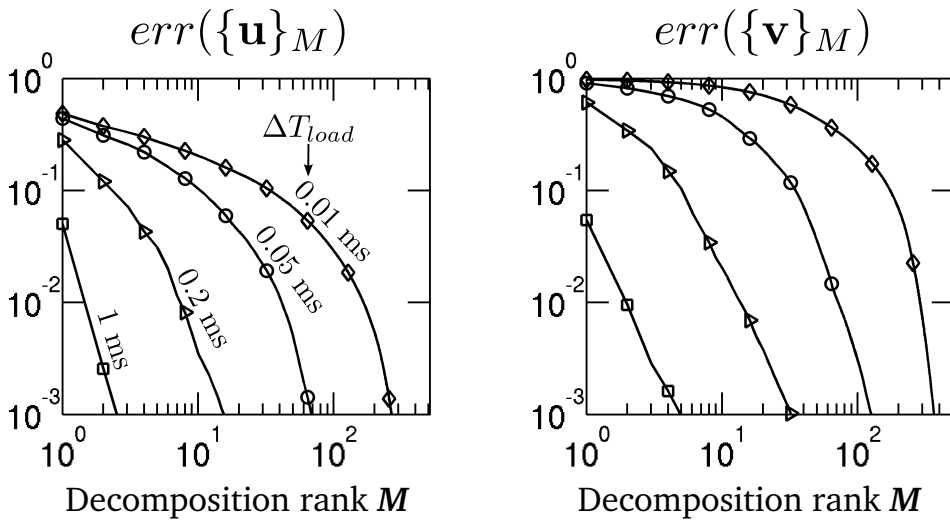 err({u}_M)
err({v}_M)
10^0
10^-1
10^-2
10^-3
10^0
10^1
10^2
ΔT_load
0.01 ms
0.05 ms
0.2 ms
1 ms
Decomposition rank M
10^0
10^-1
10^-2
10^-3
10^0
10^1
10^2
Decomposition rank M